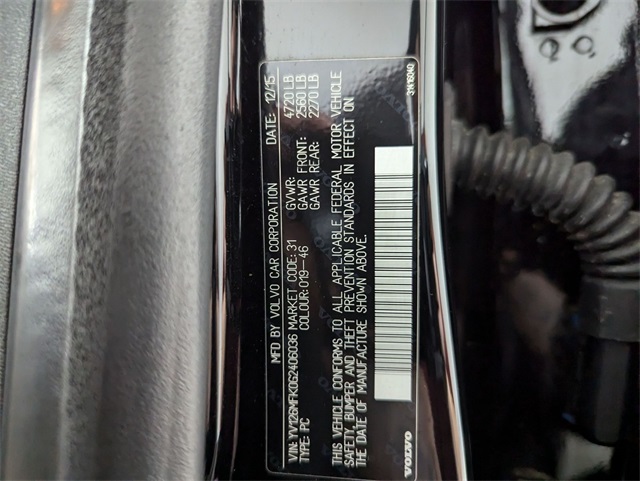 MFD BY VOLVO CAR CORPORATION DATE: 12/15
VIN: YV126MFK0G2406036 MARKET CODE: 31 GVWR: 4720 LB
TYPE: PC COLOUR: 019-46 GAWR FRONT: 2560 LB
GAWR REAR: 2270 LB
THIS VEHICLE CONFORMS TO ALL APPLICABLE FEDERAL MOTOR VEHICLE
SAFETY, BUMPER AND THEFT PREVENTION STANDARDS IN EFFECT ON
THE DATE OF MANUFACTURE SHOWN ABOVE.
VOLVO